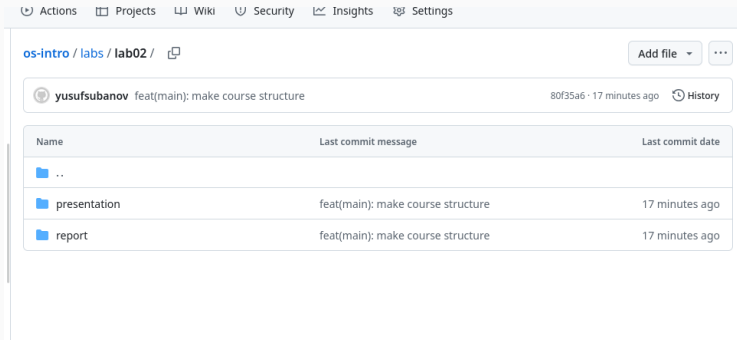 Actions Projects Wiki Security Insights Settings
os-intro / labs / lab02 / Add file
yusufsubanov feat(main): make course structure 80f35a6 · 17 minutes ago History
Name Last commit message Last commit date
..
presentation feat(main): make course structure 17 minutes ago
report feat(main): make course structure 17 minutes ago